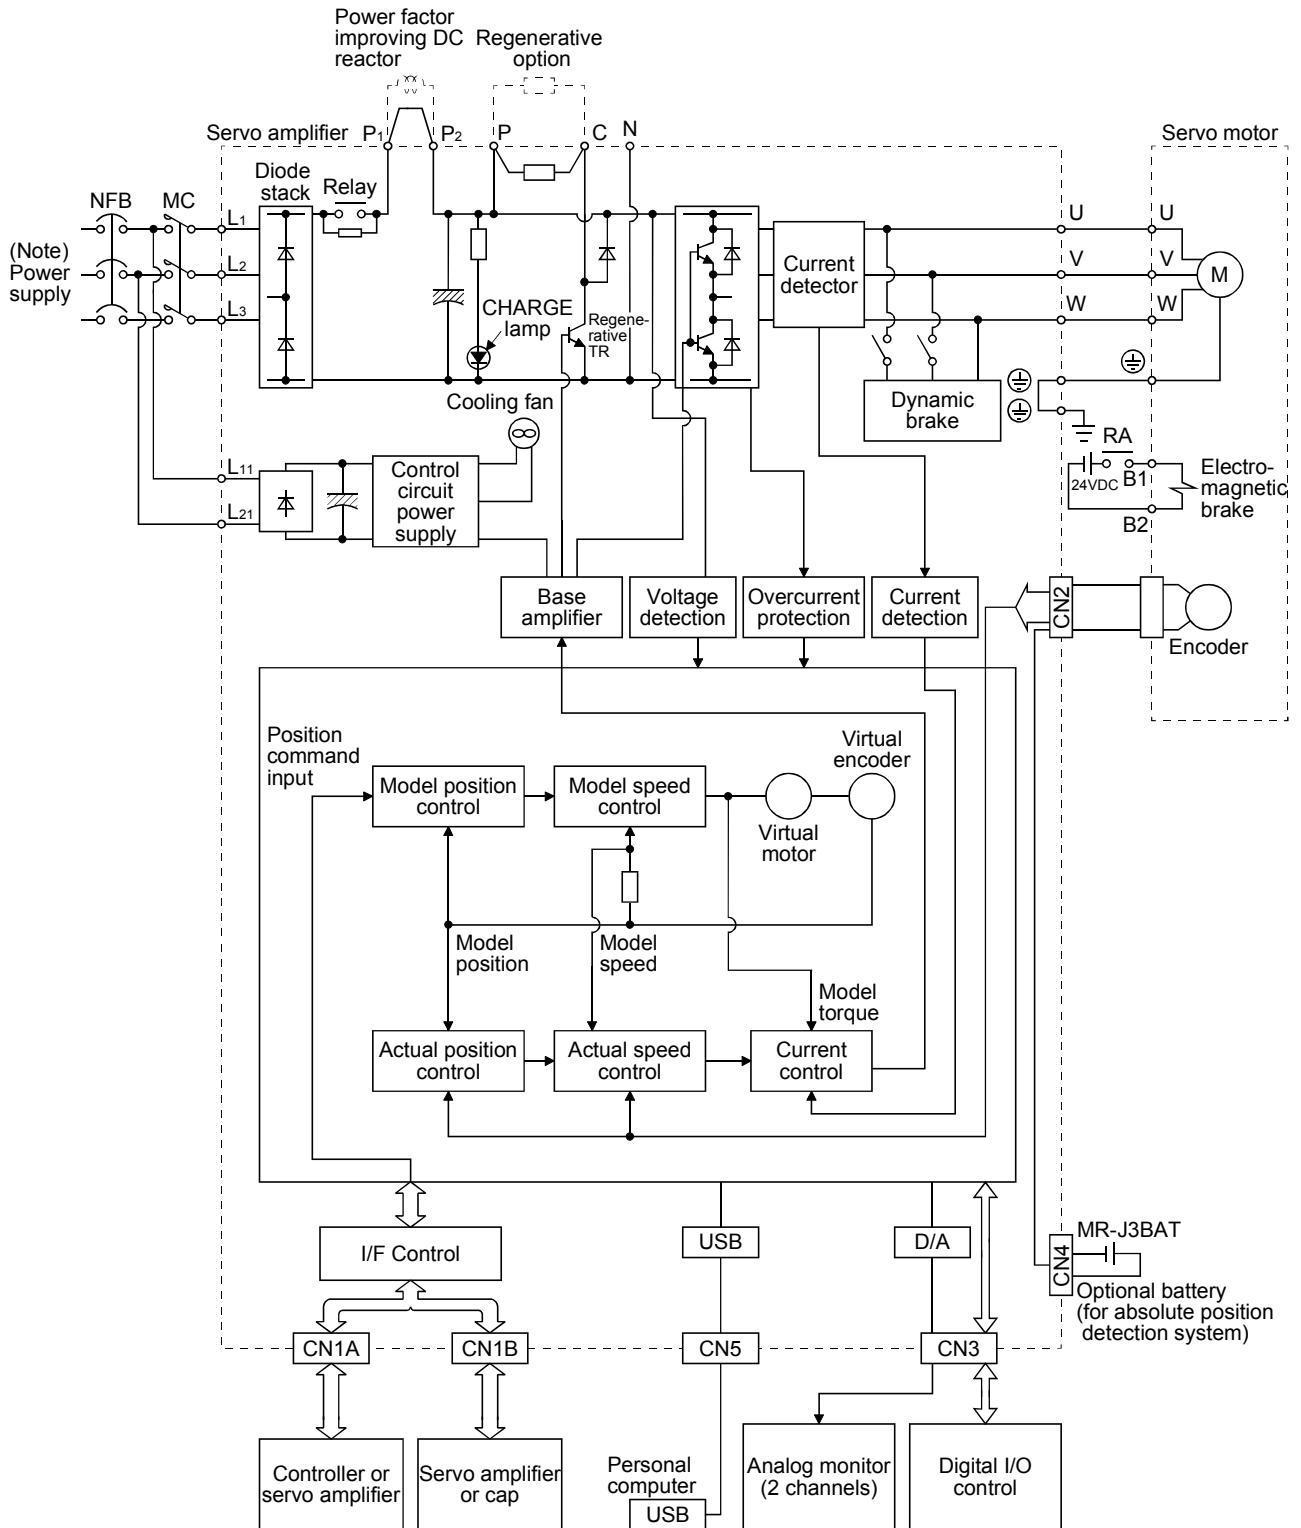 Power factor
improving DC
reactor
Regenerative
option
Servo amplifier
P1
P2
P
C
N
Servo motor
Diode
stack
Relay
NFB
MC
L1
L2
L3
(Note)
Power
supply
CHARGE
lamp
Regene-
rative
TR
Current
detector
U
V
W
U
V
W
M
Dynamic
brake
Cooling fan
RA
24VDC
B1
B2
Electro-
magnetic
brake
L11
L21
Control
circuit
power
supply
Base
amplifier
Voltage
detection
Overcurrent
protection
Current
detection
CN2
Encoder
Position
command
input
Model position
control
Model speed
control
Virtual
encoder
Virtual
motor
Model
position
Model
speed
Model
torque
Actual position
control
Actual speed
control
Current
control
I/F Control
USB
D/A
CN4
MR-J3BAT
Optional battery
(for absolute position
detection system)
CN1A
CN1B
CN5
CN3
Controller or
servo amplifier
Servo amplifier
or cap
Personal
computer
USB
Analog monitor
(2 channels)
Digital I/O
control